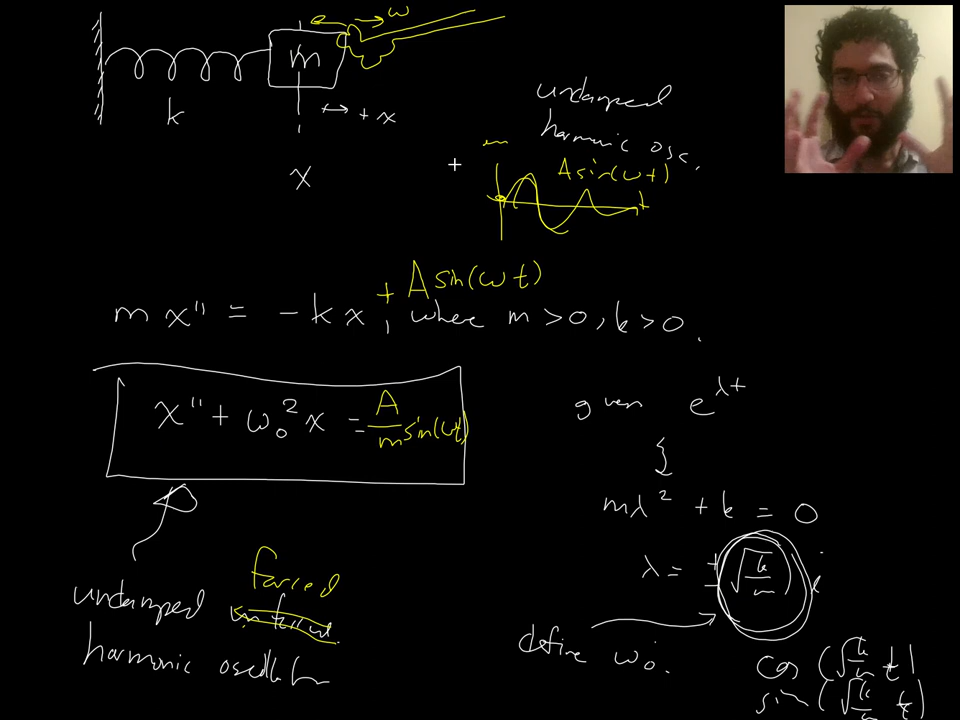 ω
m
k
+ x
x
undamped
harmonic osc.
+
A sin(ωt)
t
+ A sin(ωt)
m x'' = -k x, where m > 0, k > 0.
x'' + ω₀² x = A/m sin(ωt)
given e^{λt}
mλ² + k = 0
λ = ± √(k/m) i
define ω₀.
forced
undamped
harmonic oscillator
cos (√(k/m) t)
sin (√(k/m) t)